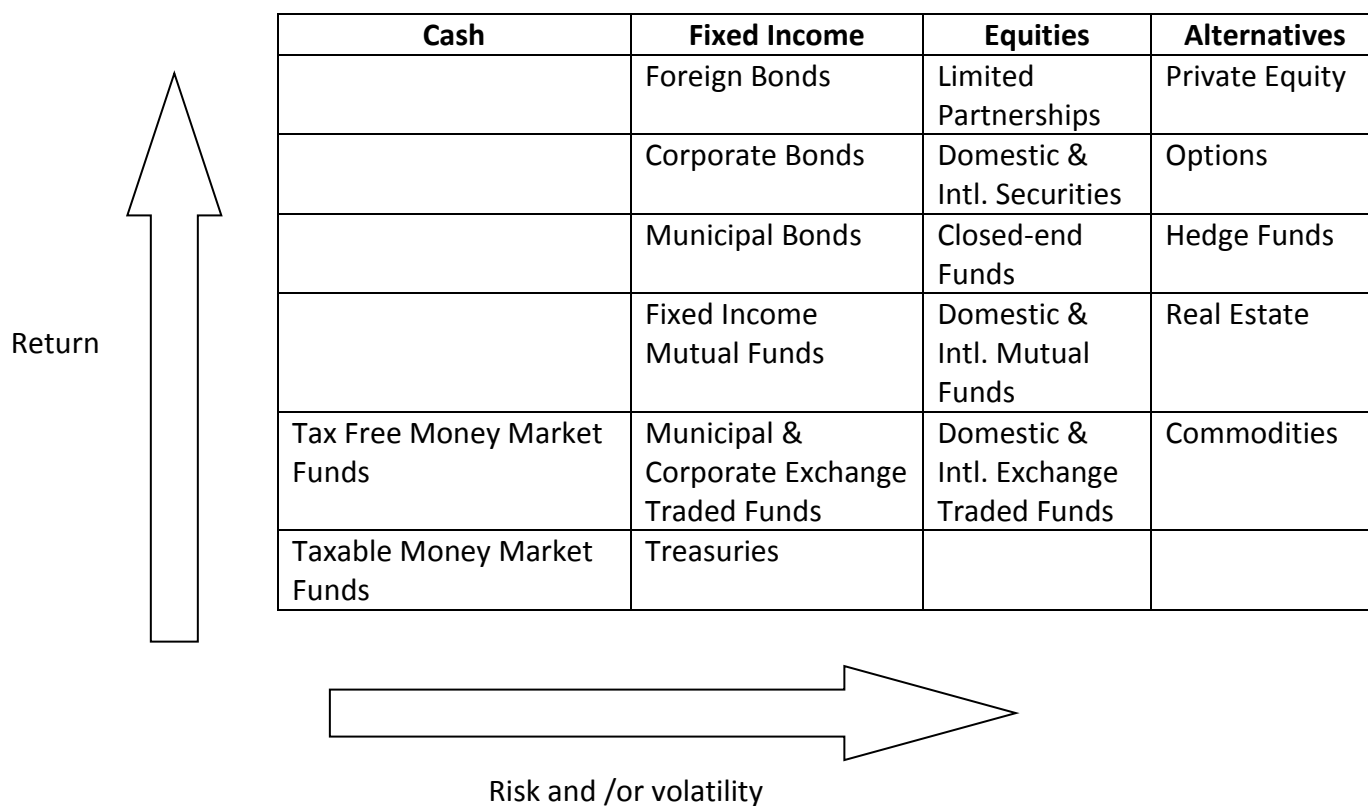 Cash Fixed Income Equities Alternatives
Foreign Bonds Limited Private Equity
Partnerships
Corporate Bonds Domestic & Options
Intl. Securities
Municipal Bonds Closed-end Hedge Funds
Funds
Return
Fixed Income Domestic & Real Estate
Mutual Funds Intl. Mutual
Funds
Tax Free Money Market Municipal & Domestic & Commodities
Funds Corporate Exchange Intl. Exchange
Traded Funds Traded Funds
Taxable Money Market Treasuries
Funds
Risk and /or volatility